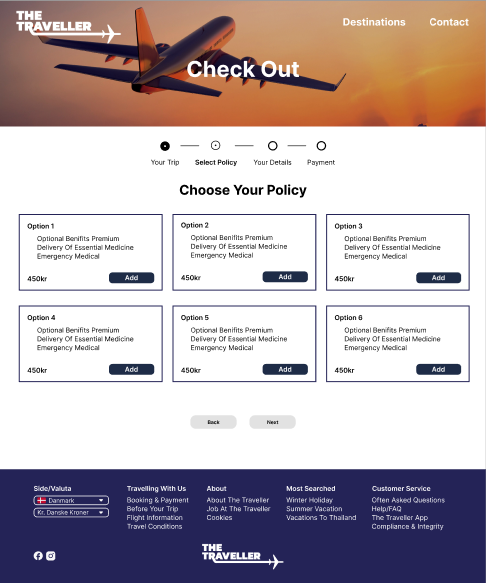 THE
TRAVELLER
Destinations
Contact
Check Out
Your Trip
Select Policy
Your Details
Payment
Choose Your Policy
Option 1
Optional Benifits Premium
Delivery Of Essential Medicine
Emergency Medical
450kr
Add
Option 2
Optional Benifits Premium
Delivery Of Essential Medicine
Emergency Medical
450kr
Add
Option 3
Optional Benifits Premium
Delivery Of Essential Medicine
Emergency Medical
450kr
Add
Option 4
Optional Benifits Premium
Delivery Of Essential Medicine
Emergency Medical
450kr
Add
Option 5
Optional Benifits Premium
Delivery Of Essential Medicine
Emergency Medical
450kr
Add
Option 6
Optional Benifits Premium
Delivery Of Essential Medicine
Emergency Medical
450kr
Add
Back
Next
Side/Valuta
Danmark
Kr. Danske Kroner
Travelling With Us
Booking & Payment
Before Your Trip
Flight Information
Travel Conditions
About
About The Traveller
Job At The Traveller
Cookies
Most Searched
Winter Holiday
Summer Vacation
Vacations To Thailand
Customer Service
Often Asked Questions
Help/FAQ
The Traveller App
Compliance & Integrity
THE
TRAVELLER